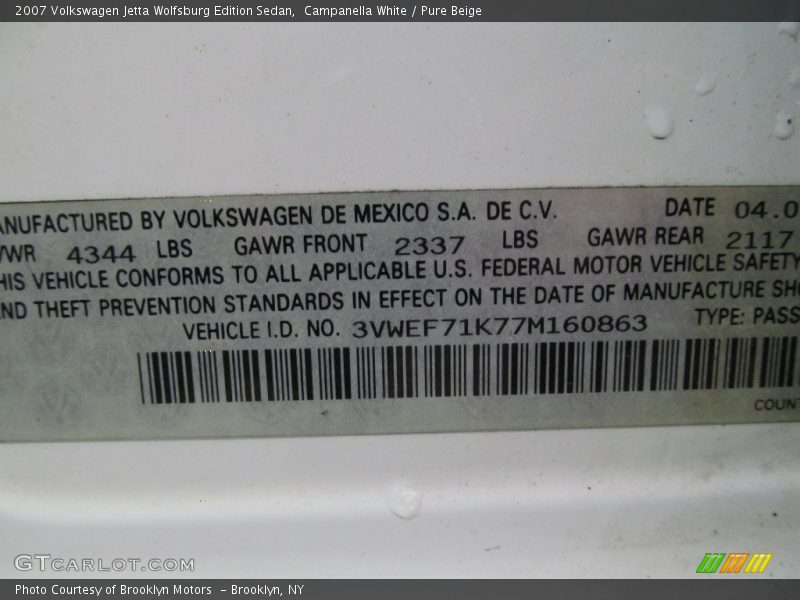 2007 Volkswagen Jetta Wolfsburg Edition Sedan,  Campanella White / Pure Beige
ANUFACTURED BY VOLKSWAGEN DE MEXICO S.A. DE C.V. DATE 04.0
VWR 4344 LBS GAWR FRONT 2337 LBS GAWR REAR 2117
HIS VEHICLE CONFORMS TO ALL APPLICABLE U.S. FEDERAL MOTOR VEHICLE SAFETY
ND THEFT PREVENTION STANDARDS IN EFFECT ON THE DATE OF MANUFACTURE SHO
VEHICLE I.D. NO. 3VWEF71K77M160863 TYPE: PASS
COUNT
GTCARLOT.COM
Photo Courtesy of Brooklyn Motors  - Brooklyn, NY